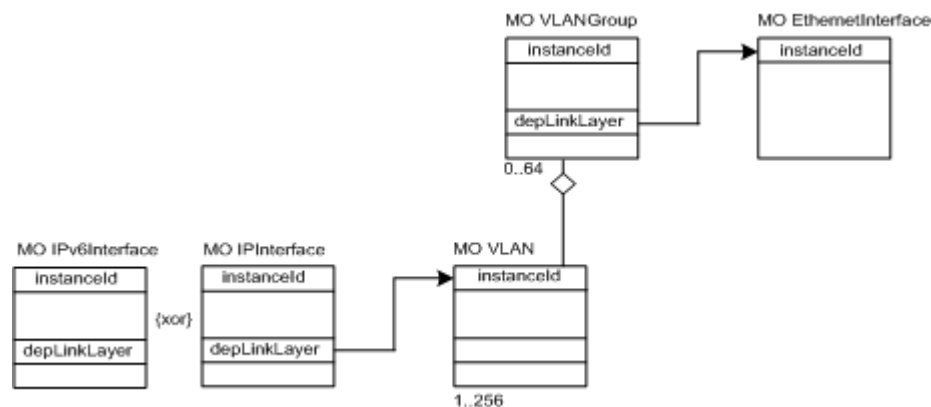 MO VLANGroup
instanceId
depLinkLayer
0..64
MO EthernetInterface
instanceId
MO IPv6Interface
instanceId
depLinkLayer
{xor}
MO IPInterface
instanceId
depLinkLayer
MO VLAN
instanceId
1..256